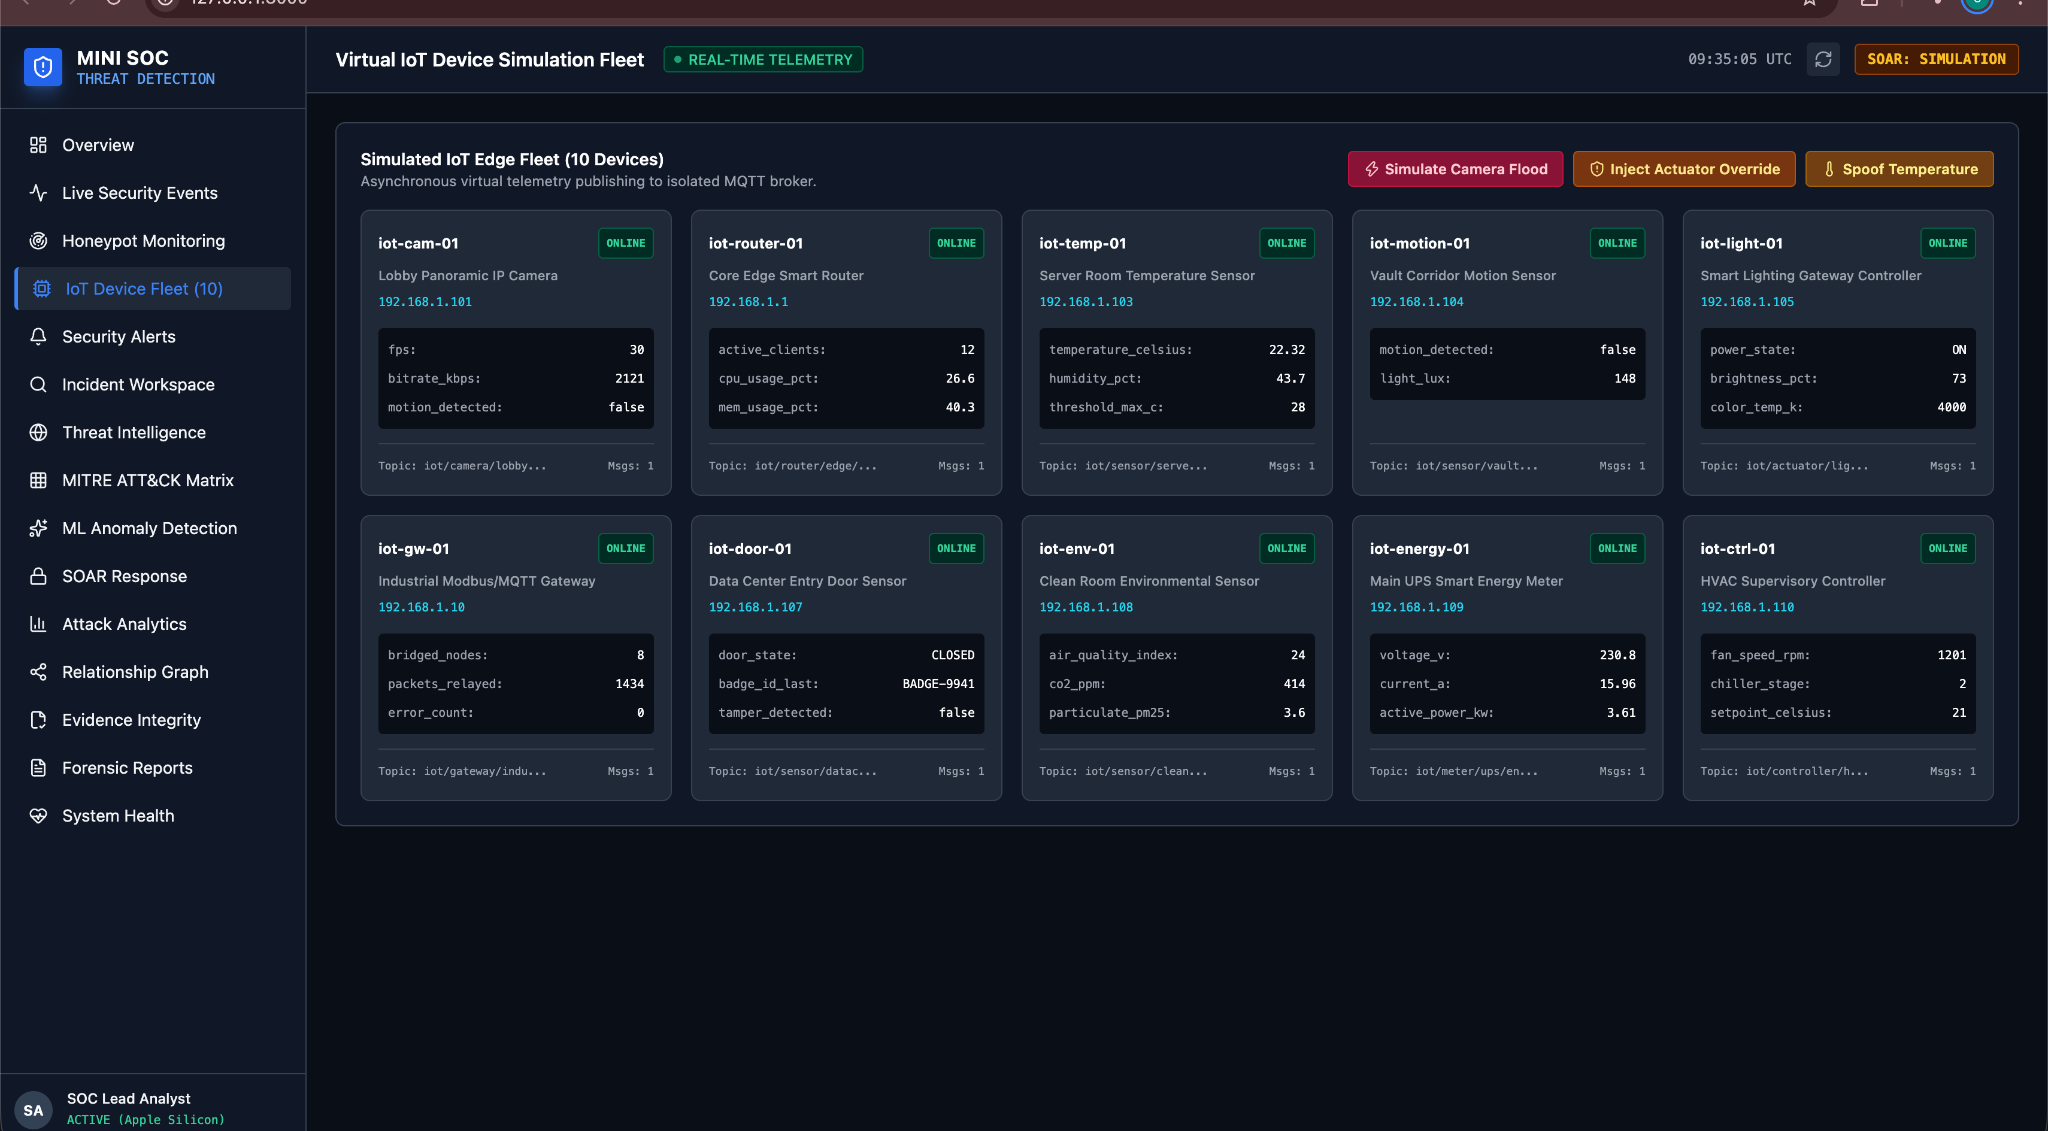 MINI SOC
THREAT DETECTION
Overview
Live Security Events
Honeypot Monitoring
IoT Device Fleet (10)
Security Alerts
Incident Workspace
Threat Intelligence
MITRE ATT&CK Matrix
ML Anomaly Detection
SOAR Response
Attack Analytics
Relationship Graph
Evidence Integrity
Forensic Reports
System Health
SA
SOC Lead Analyst
ACTIVE (Apple Silicon)
Virtual IoT Device Simulation Fleet
REAL-TIME TELEMETRY
09:35:05 UTC
SOAR: SIMULATION
Simulated IoT Edge Fleet (10 Devices)
Asynchronous virtual telemetry publishing to isolated MQTT broker.
Simulate Camera Flood
Inject Actuator Override
Spoof Temperature
iot-cam-01 ONLINE
Lobby Panoramic IP Camera
192.168.1.101
fps: 30
bitrate_kbps: 2121
motion_detected: false
Topic: iot/camera/lobby... Msgs: 1
iot-router-01 ONLINE
Core Edge Smart Router
192.168.1.1
active_clients: 12
cpu_usage_pct: 26.6
mem_usage_pct: 40.3
Topic: iot/router/edge/... Msgs: 1
iot-temp-01 ONLINE
Server Room Temperature Sensor
192.168.1.103
temperature_celsius: 22.32
humidity_pct: 43.7
threshold_max_c: 28
Topic: iot/sensor/serve... Msgs: 1
iot-motion-01 ONLINE
Vault Corridor Motion Sensor
192.168.1.104
motion_detected: false
light_lux: 148
Topic: iot/sensor/vault... Msgs: 1
iot-light-01 ONLINE
Smart Lighting Gateway Controller
192.168.1.105
power_state: ON
brightness_pct: 73
color_temp_k: 4000
Topic: iot/actuator/lig... Msgs: 1
iot-gw-01 ONLINE
Industrial Modbus/MQTT Gateway
192.168.1.10
bridged_nodes: 8
packets_relayed: 1434
error_count: 0
Topic: iot/gateway/indu... Msgs: 1
iot-door-01 ONLINE
Data Center Entry Door Sensor
192.168.1.107
door_state: CLOSED
badge_id_last: BADGE-9941
tamper_detected: false
Topic: iot/sensor/datac... Msgs: 1
iot-env-01 ONLINE
Clean Room Environmental Sensor
192.168.1.108
air_quality_index: 24
co2_ppm: 414
particulate_pm25: 3.6
Topic: iot/sensor/clean... Msgs: 1
iot-energy-01 ONLINE
Main UPS Smart Energy Meter
192.168.1.109
voltage_v: 230.8
current_a: 15.96
active_power_kw: 3.61
Topic: iot/meter/ups/en... Msgs: 1
iot-ctrl-01 ONLINE
HVAC Supervisory Controller
192.168.1.110
fan_speed_rpm: 1201
chiller_stage: 2
setpoint_celsius: 21
Topic: iot/controller/h... Msgs: 1